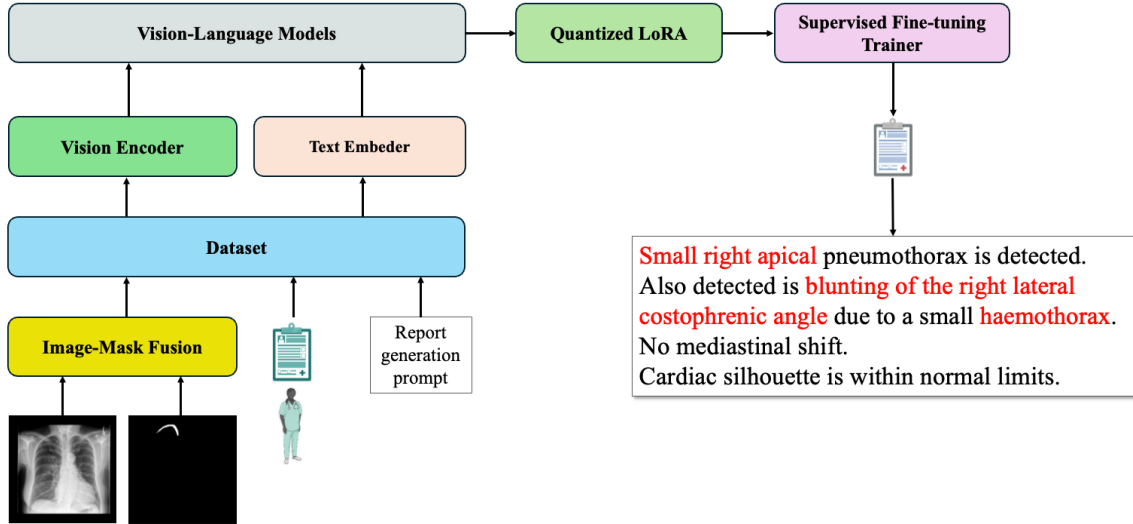 Vision-Language Models
Quantized LoRA
Supervised Fine-tuning
Trainer
Vision Encoder
Text Embeder
Dataset
Image-Mask Fusion
Report
generation
prompt
Small right apical pneumothorax is detected.
Also detected is blunting of the right lateral
costophrenic angle due to a small haemothorax.
No mediastinal shift.
Cardiac silhouette is within normal limits.